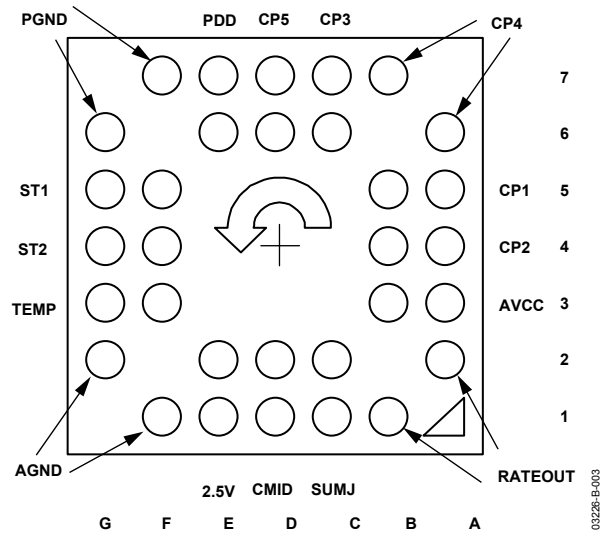 PGND PDD CP5 CP3 CP4
7
6
ST1 CP1 5
ST2 CP2 4
TEMP AVCC 3
2
1
AGND RATEOUT
2.5V CMID SUMJ
G F E D C B A
03226-B-003